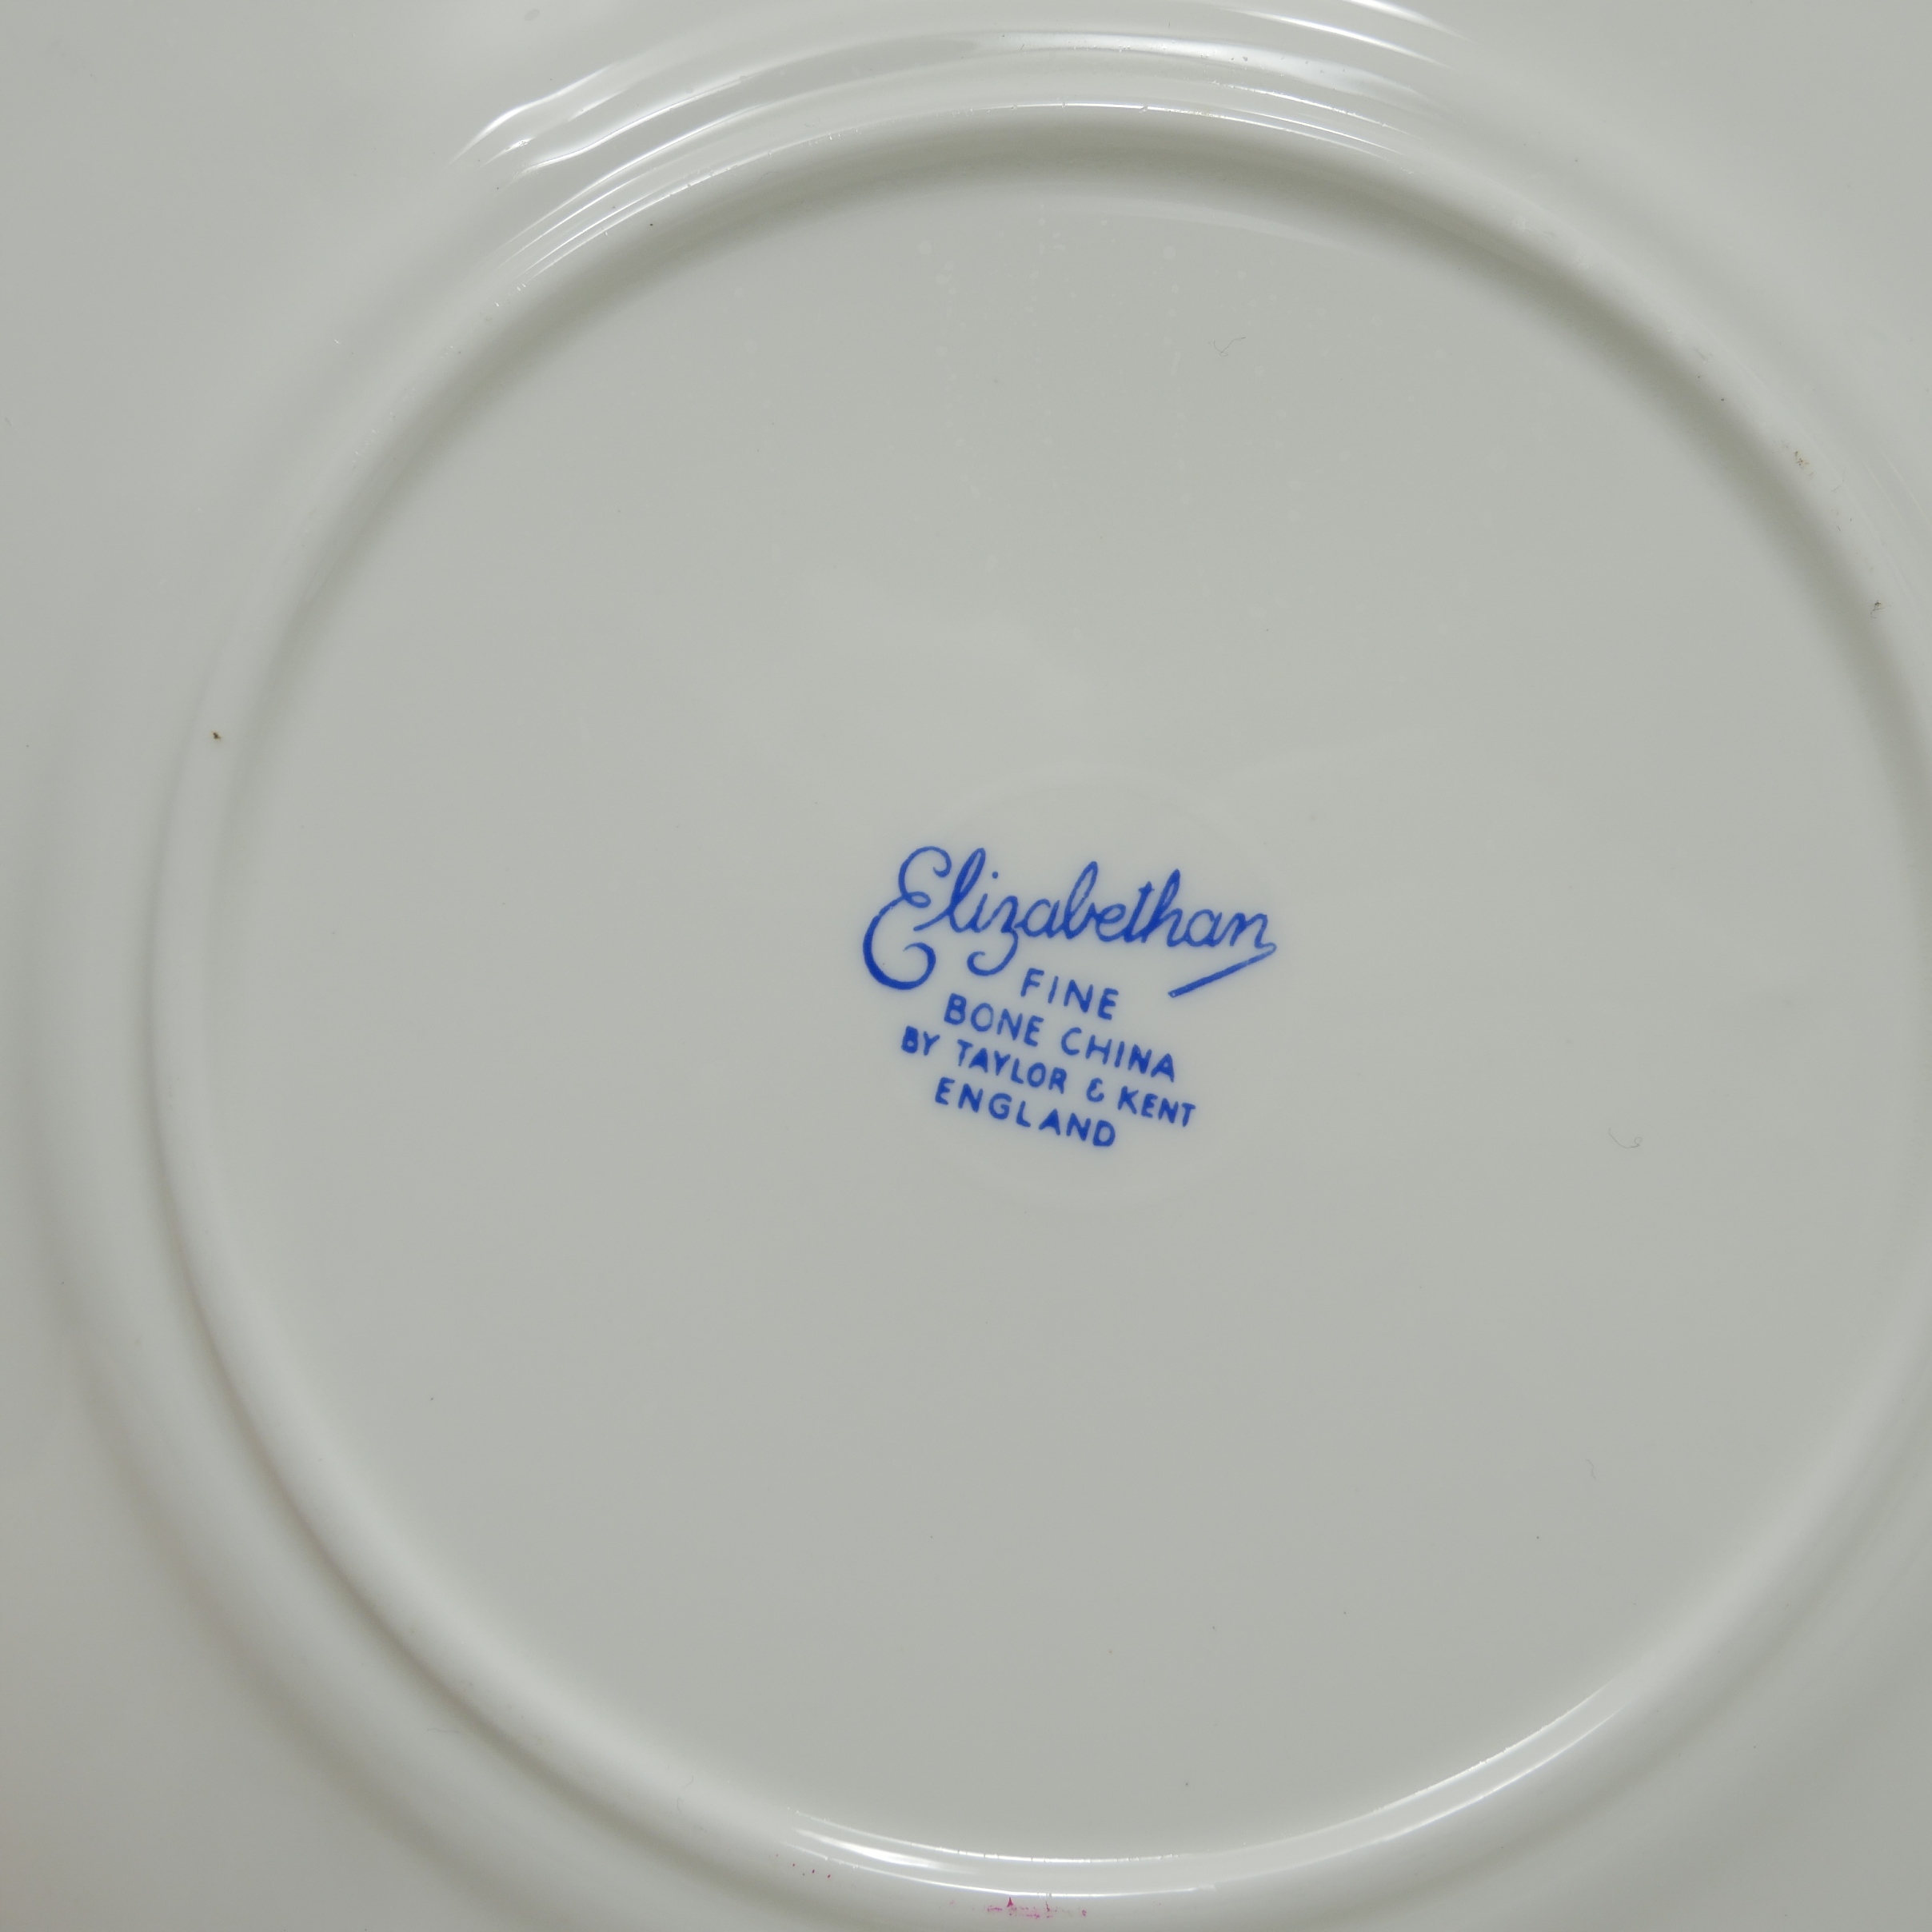 Elizabethan
FINE
BONE CHINA
BY TAYLOR & KENT
ENGLAND